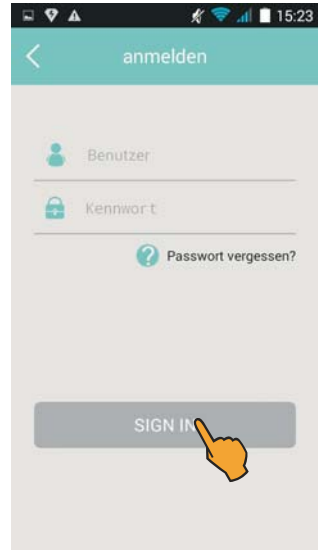 15:23
anmelden
Benutzer
Kennwort
Passwort vergessen?
SIGN IN